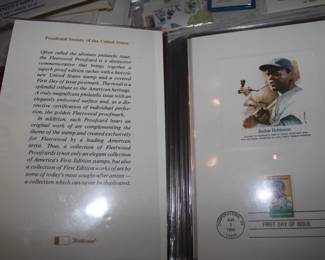 Proofcard Society of the United States
Often called the ultimate philatelic issue,
the Fleetwood Proofcard is a distinctive
commemorative that brings together a
superb proof edition cachet with a historic
new United States stamp and a coveted
First Day of Issue postmark. The result is a
splendid tribute to the American heritage.
A truly magnificent philatelic issue with an
elegantly embossed surface and, as a dis-
tinctive certification of individual perfec-
tion, the golden Fleetwood proofmark.
In addition, each Proofcard bears an
original work of art complementing the
theme of the stamp and created exclusively
for Fleetwood by a leading American
artist. Thus, a collection of Fleetwood
Proofcards is not only an elegant collection
of America's First Edition stamps, but also
a collection of First Edition works of art by
some of today's most sought-after artists —
a collection which can never be duplicated.
Fleetwood
Jackie Robinson
FIRST DAY OF ISSUE